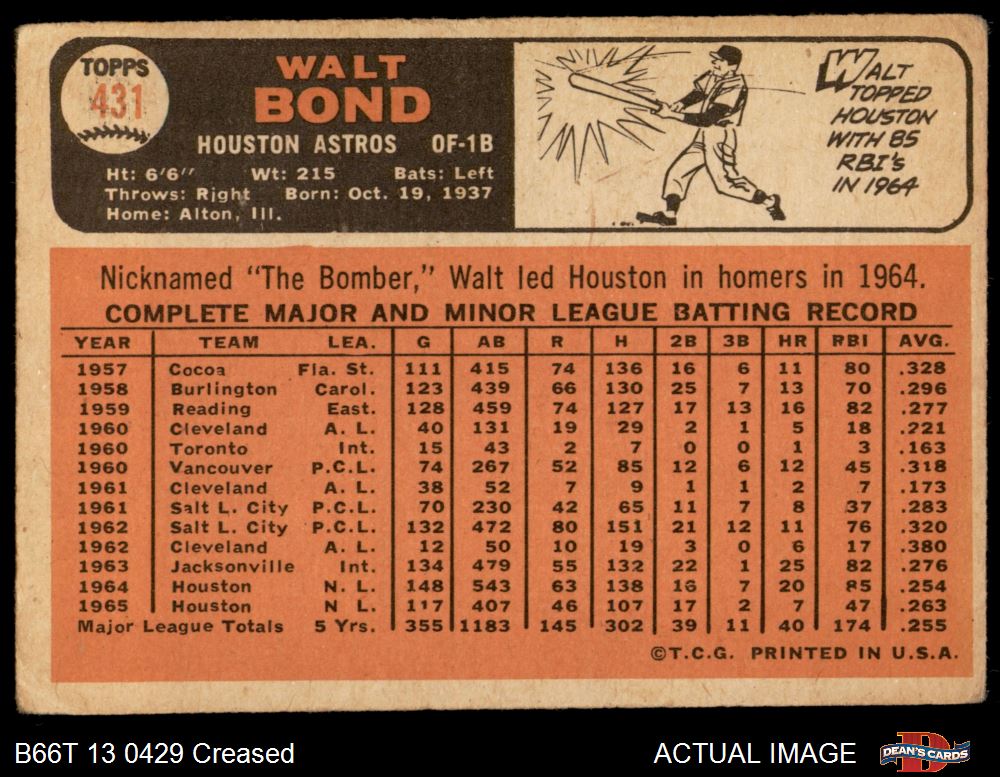 TOPPS
431
WALT
BOND
HOUSTON ASTROS OF-1B
Ht: 6'6" Wt: 215 Bats: Left
Throws: Right Born: Oct. 19, 1937
Home: Alton, Ill.
WALT
TOPPED
HOUSTON
WITH 85
RBI's
IN 1964
Nicknamed "The Bomber," Walt led Houston in homers in 1964.
COMPLETE MAJOR AND MINOR LEAGUE BATTING RECORD
YEAR TEAM LEA. G AB R H 2B 3B HR RBI AVG.
1957 Cocoa Fla. St. 111 415 74 136 16 6 11 80 .328
1958 Burlington Carol. 123 439 66 130 25 7 13 70 .296
1959 Reading East. 128 459 74 127 17 13 16 82 .277
1960 Cleveland A. L. 40 131 19 29 2 1 5 18 .221
1960 Toronto Int. 15 43 2 7 0 0 1 3 .163
1960 Vancouver P.C.L. 74 267 52 85 12 6 12 45 .318
1961 Cleveland A. L. 38 52 7 9 1 1 2 7 .173
1961 Salt L. City P.C.L. 70 230 42 65 11 7 8 37 .283
1962 Salt L. City P.C.L. 132 472 80 151 21 12 11 76 .320
1962 Cleveland A. L. 12 50 10 19 3 0 6 17 .380
1963 Jacksonville Int. 134 479 55 132 22 1 25 82 .276
1964 Houston N. L. 148 543 63 138 16 7 20 85 .254
1965 Houston N L. 117 407 46 107 17 2 7 47 .263
Major League Totals 5 Yrs. 355 1183 145 302 39 11 40 174 .255
©T.C.G. PRINTED IN U.S.A.
B66T 13 0429 Creased ACTUAL IMAGE DEAN'S CARDS